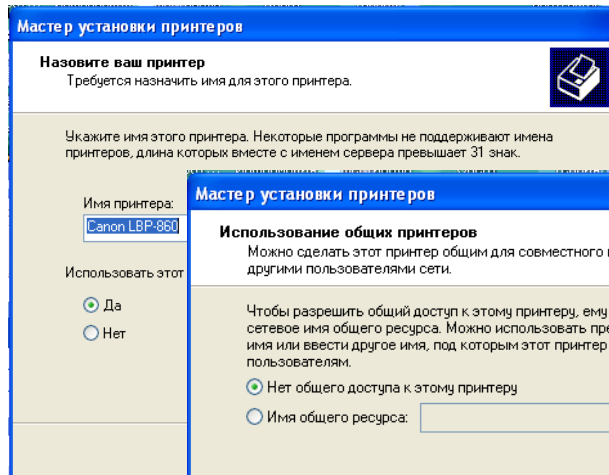 Мастер установки принтеров
Назовите ваш принтер
Требуется назначить имя для этого принтера.
Укажите имя этого принтера. Некоторые программы не поддерживают имена
принтеров, длина которых вместе с именем сервера превышает 31 знак.
Имя принтера:
Canon LBP-860
Использовать этот
Да
Нет
Мастер установки принтеров
Использование общих принтеров
Можно сделать этот принтер общим для совместного
другими пользователями сети.
Чтобы разрешить общий доступ к этому принтеру, ему
сетевое имя общего ресурса. Можно использовать
имя или ввести другое имя, под которым этот принтер
пользователям.
Нет общего доступа к этому принтеру
Имя общего ресурса: